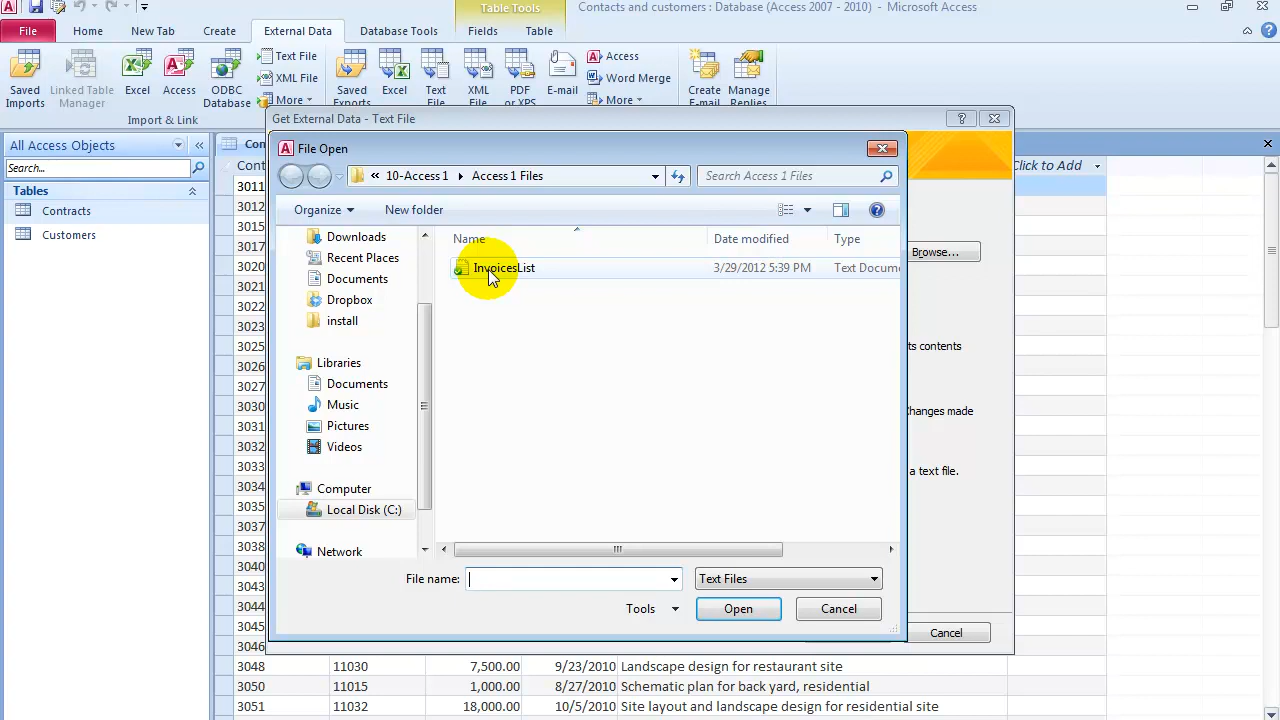 Table Tools
Contacts and customers : Database (Access 2007 - 2010) - Microsoft Access
File Home New Tab Create External Data Database Tools Fields Table
Saved Imports
Linked Table Manager
Excel
Access
ODBC Database
Text File
XML File
More
Import & Link
Saved Exports
Excel
Text File
XML File
PDF or XPS
E-mail
Access
Word Merge
More
Create E-mail
Manage Replies
All Access Objects
Search...
Tables
Contracts
Customers
Get External Data - Text File
File Open
10-Access 1 Access 1 Files
Search Access 1 Files
Organize New folder
Name Date modified Type
InvoicesList 3/29/2012 5:39 PM Text Docume
Downloads
Recent Places
Documents
Dropbox
install
Libraries
Documents
Music
Pictures
Videos
Computer
Local Disk (C:)
Network
File name:
Text Files
Tools Open Cancel
Click to Add
Browse...
ts contents
Changes made
a text file.
Cancel
Con
Cont
3011
3012
3015
3017
3020
3021
3022
3023
3026
3027
3030
3031
3032
3034
3035
3037
3038
3040
3043
3044
3045
3046
3048 11030 7,500.00 9/23/2010 Landscape design for restaurant site
3050 11015 1,000.00 8/27/2010 Schematic plan for back yard, residential
3051 11032 18,000.00 10/5/2010 Site layout and landscape design for residential site